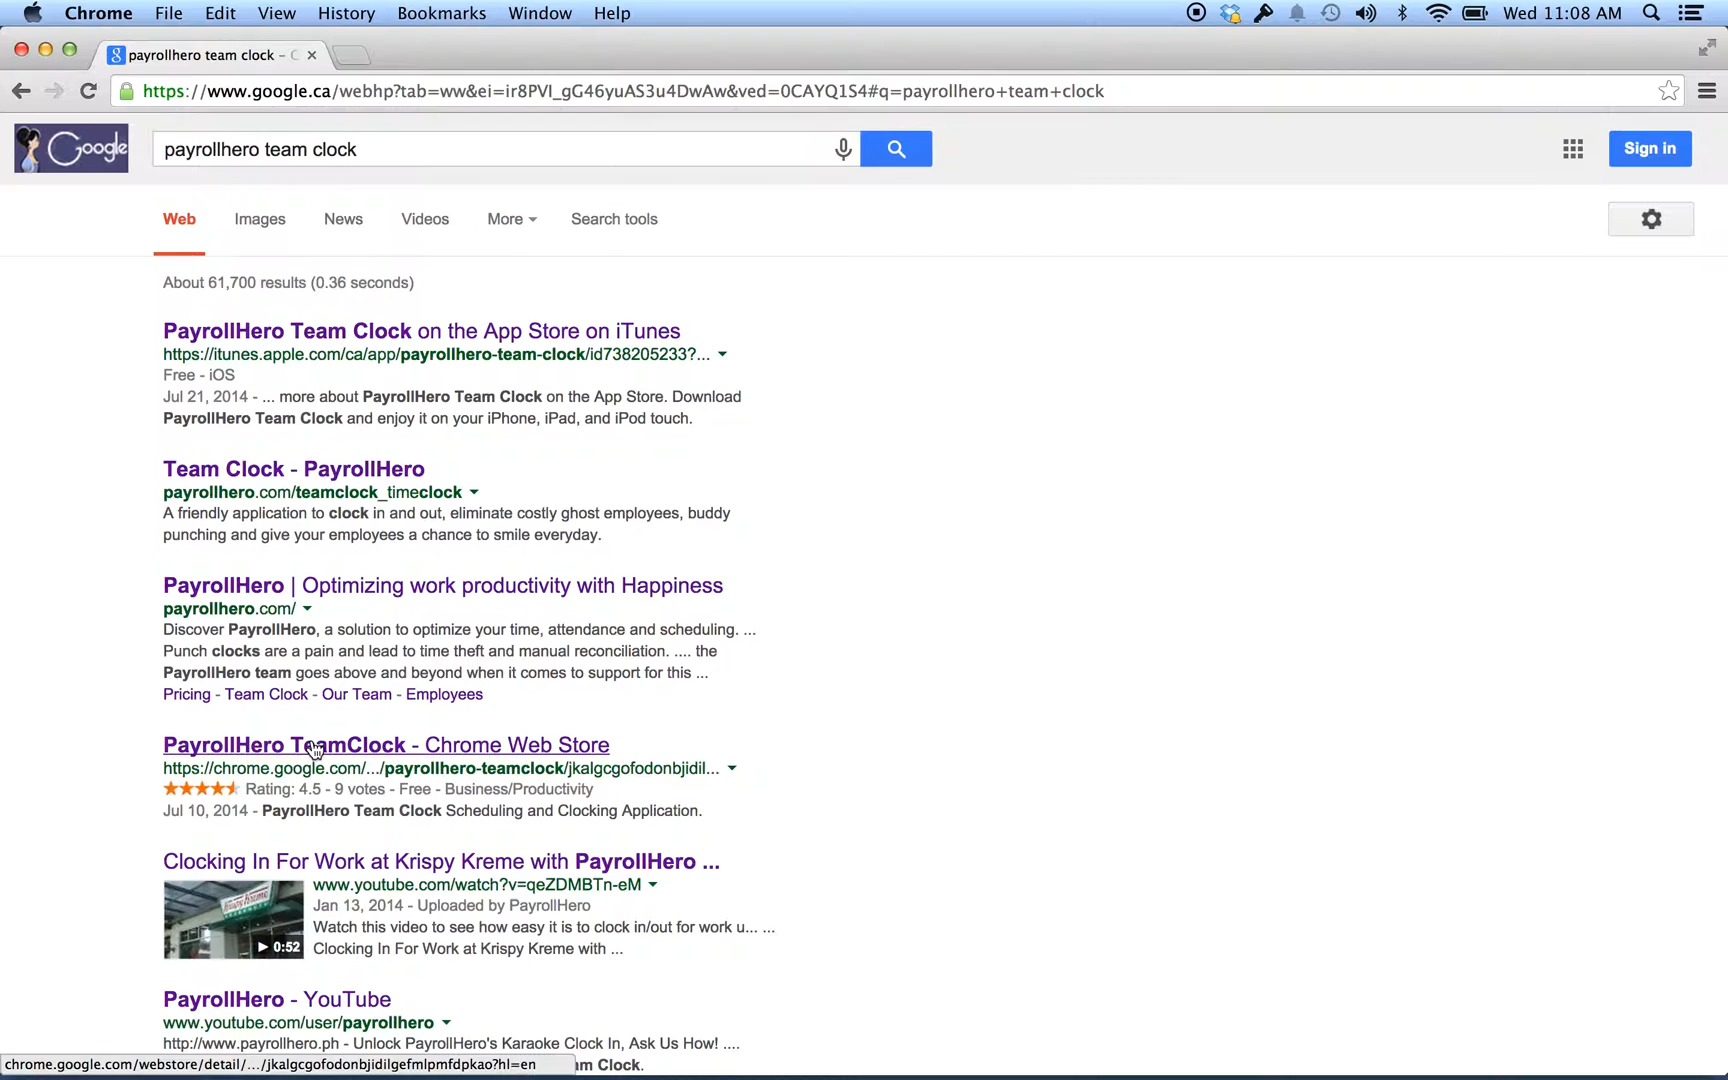 Chrome File Edit View History Bookmarks Window Help Wed 11:08 AM
payrollhero team clock – C
https://www.google.ca/webhp?tab=ww&ei=ir8PVI_gG46yuAS3u4DwAw&ved=0CAYQ1S4#q=payrollhero+team+clock
Google payrollhero team clock Sign in
Web Images News Videos More Search tools
About 61,700 results (0.36 seconds)
PayrollHero Team Clock on the App Store on iTunes
https://itunes.apple.com/ca/app/payrollhero-team-clock/id738205233?...
Free - iOS
Jul 21, 2014 - ... more about PayrollHero Team Clock on the App Store. Download
PayrollHero Team Clock and enjoy it on your iPhone, iPad, and iPod touch.
Team Clock - PayrollHero
payrollhero.com/teamclock_timeclock
A friendly application to clock in and out, eliminate costly ghost employees, buddy
punching and give your employees a chance to smile everyday.
PayrollHero | Optimizing work productivity with Happiness
payrollhero.com/
Discover PayrollHero, a solution to optimize your time, attendance and scheduling. ...
Punch clocks are a pain and lead to time theft and manual reconciliation. .... the
PayrollHero team goes above and beyond when it comes to support for this ...
Pricing - Team Clock - Our Team - Employees
PayrollHero TeamClock - Chrome Web Store
https://chrome.google.com/.../payrollhero-teamclock/jkalgcgofodonbjidil...
Rating: 4.5 - 9 votes - Free - Business/Productivity
Jul 10, 2014 - PayrollHero Team Clock Scheduling and Clocking Application.
Clocking In For Work at Krispy Kreme with PayrollHero ...
www.youtube.com/watch?v=qeZDMBTn-eM
Jan 13, 2014 - Uploaded by PayrollHero
Watch this video to see how easy it is to clock in/out for work u... ...
Clocking In For Work at Krispy Kreme with ...
0:52
PayrollHero - YouTube
www.youtube.com/user/payrollhero
http://www.payrollhero.ph - Unlock PayrollHero's Karaoke Clock In, Ask Us How! ....
chrome.google.com/webstore/detail/.../jkalgcgofodonbjidilgefmlpmfdpkao?hl=en m Clock.